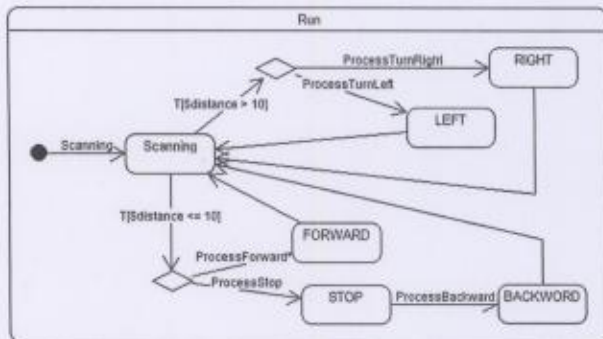 Run
ProcessTurnRight
RIGHT
ProcessTurnLeft
T[$distance > 10]
LEFT
Scanning
Scanning
T[$distance <= 10]
FORWARD
ProcessForward
ProcessStop
STOP
ProcessBackward
BACKWORD